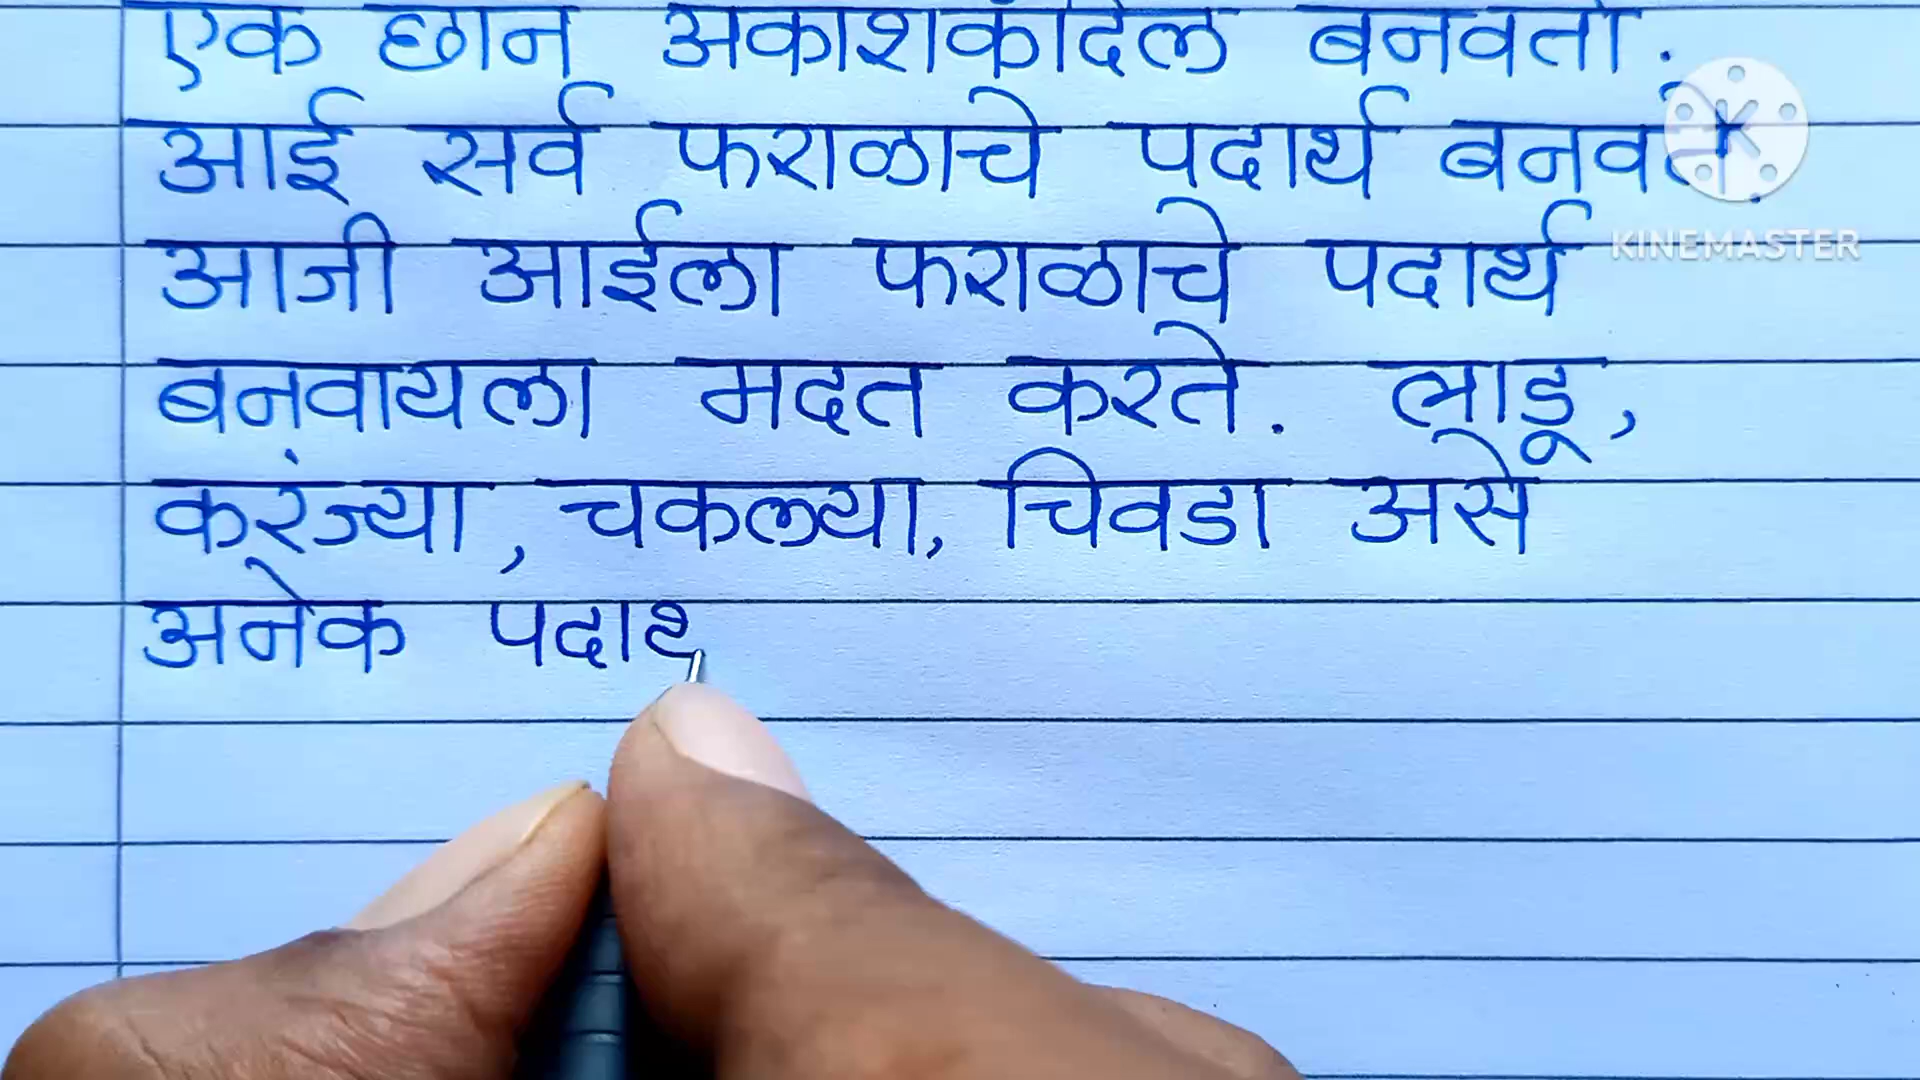 एक छान अकाशकंदिल बनवतो.
आई सर्व फराळाचे पदार्थ बनवते.
आजी आईला फराळाचे पदार्थ
बनवायला मदत करते. लाडू,
करंज्या, चकल्या, चिवडा असे
अनेक पदाथ
KINEMASTER